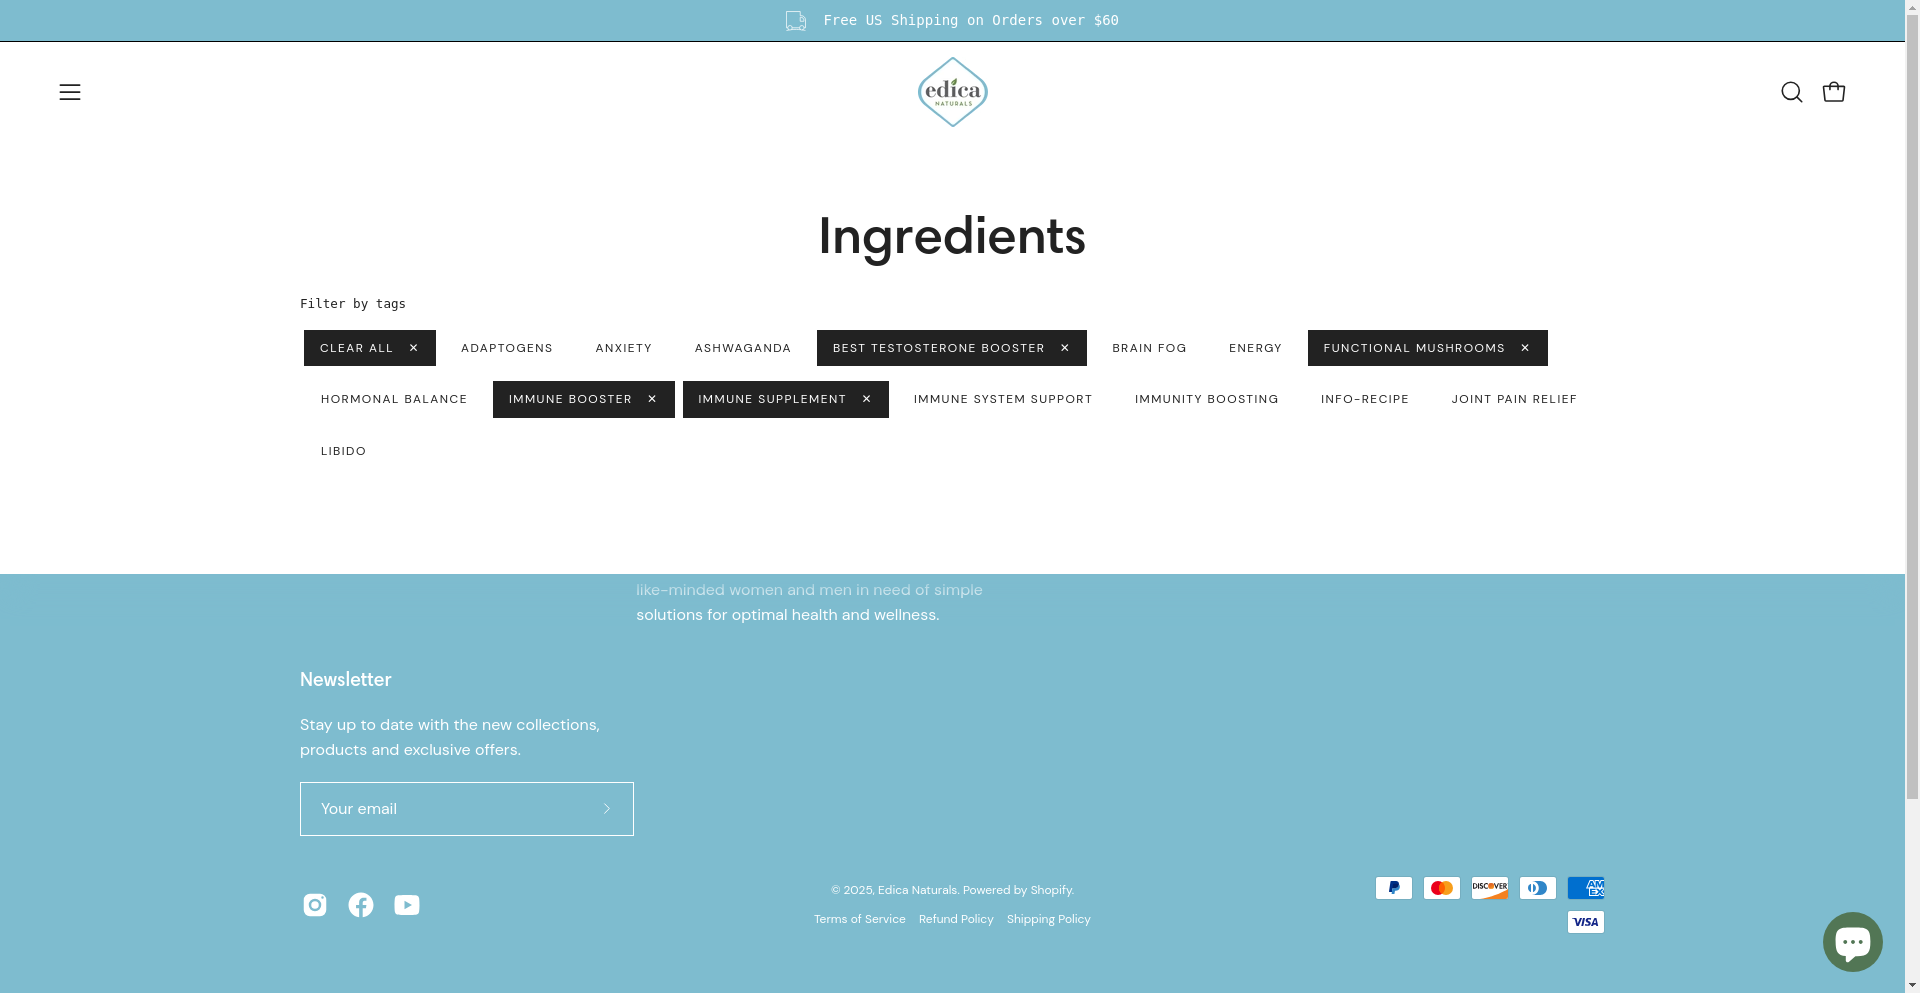 Free US Shipping on Orders over $60
edica
NATURALS
Ingredients
Filter by tags
CLEAR ALL ✕ ADAPTOGENS ANXIETY ASHWAGANDA BEST TESTOSTERONE BOOSTER ✕ BRAIN FOG ENERGY FUNCTIONAL MUSHROOMS ✕
HORMONAL BALANCE IMMUNE BOOSTER ✕ IMMUNE SUPPLEMENT ✕ IMMUNE SYSTEM SUPPORT IMMUNITY BOOSTING INFO-RECIPE JOINT PAIN RELIEF
LIBIDO
like-minded women and men in need of simple
solutions for optimal health and wellness.
Newsletter
Stay up to date with the new collections,
products and exclusive offers.
Your email
© 2025, Edica Naturals. Powered by Shopify.
Terms of Service Refund Policy Shipping Policy
DISCOVER
AM
EX
VISA